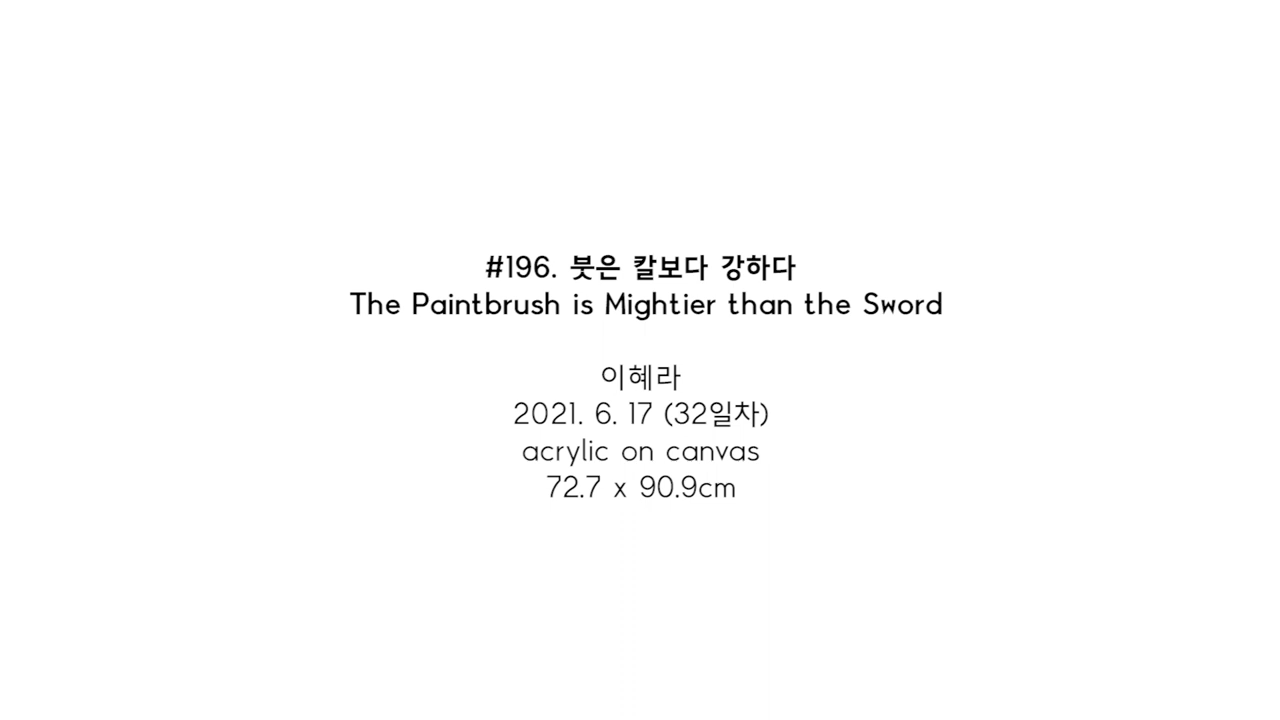 #196. 붓은 칼보다 강하다
The Paintbrush is Mightier than the Sword
이혜라
2021. 6. 17 (32일차)
acrylic on canvas
72.7 x 90.9cm